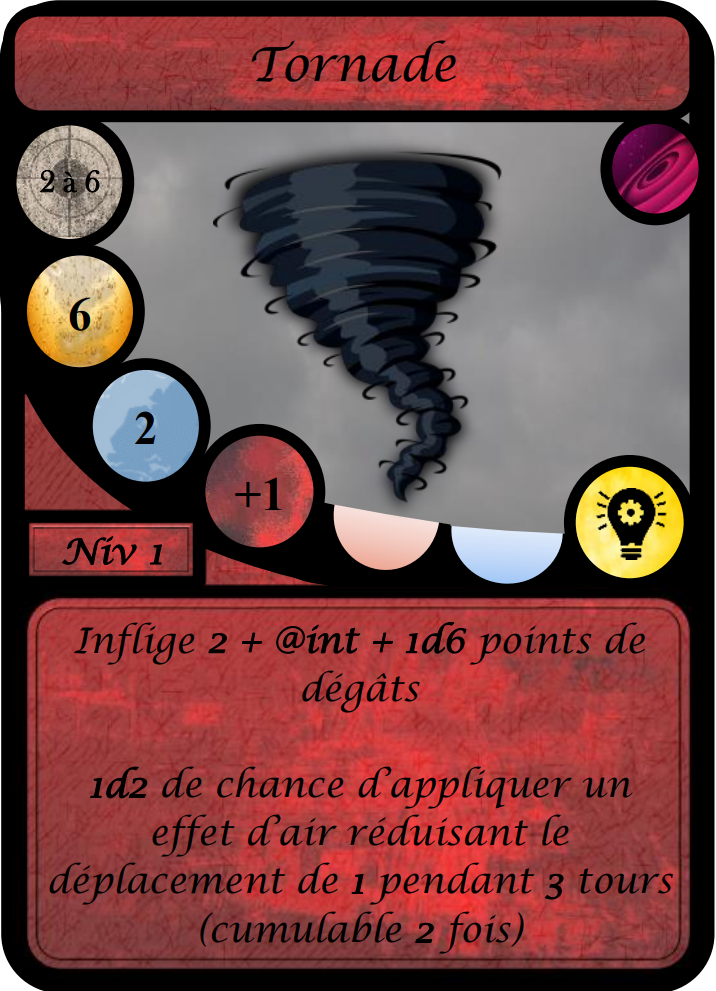 Tornade
2 à 6
6
2
+1
Niv 1
Inflige 2 + @int + 1d6 points de
dégâts
1d2 de chance d'appliquer un
effet d'air réduisant le
déplacement de 1 pendant 3 tours
(cumulable 2 fois)